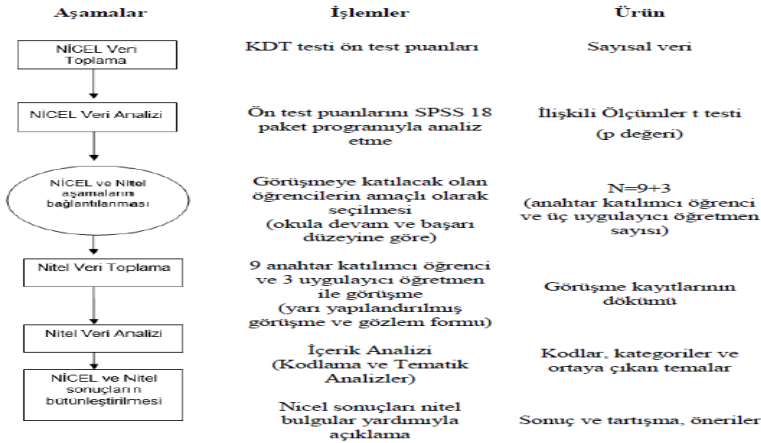 Aşamalar
İşlemler
Ürün
NİCEL Veri
Toplama
KDT testi ön test puanları
Sayısal veri
NİCEL Veri Analizi
Ön test puanlarını SPSS 18
paket programıyla analiz
etme
İlişkili Ölçümler t testi
(p değeri)
NİCEL ve Nitel
aşamaların
bağlantılanması
Görüşmeye katılacak olan
öğrencilerin amaçlı olarak
seçilmesi
(okula devam ve başarı
düzeyine göre)
N=9+3
(anahtar katılımcı öğrenci
ve üç uygulayıcı öğretmen
sayısı)
Nitel Veri Toplama
9 anahtar katılımcı öğrenci
ve 3 uygulayıcı öğretmen
ile görüşme
(yarı yapılandırılmış
görüşme ve gözlem formu)
Görüşme kayıtlarının
dökümü
Nitel Veri Analizi
İçerik Analizi
(Kodlama ve Tematik
Analizler)
Kodlar, kategoriler ve
ortaya çıkan temalar
NİCEL ve Nitel
sonuçların
bütünleştirilmesi
Nicel sonuçları nitel
bulgular yardımıyla
açıklama
Sonuç ve tartışma, öneriler